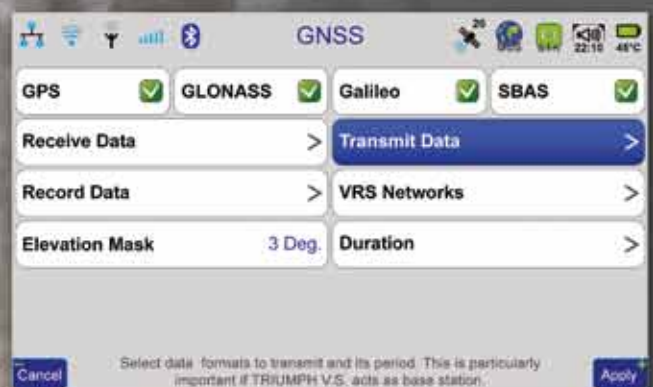 GNSS
20
22:10
48°C
GPS
GLONASS
Galileo
SBAS
Receive Data >
Transmit Data >
Record Data >
VRS Networks >
Elevation Mask 3 Deg.
Duration >
Select data formats to transmit and its period. This is particularly
important if TRIUMPH V.S. acts as base station.
Cancel
Apply